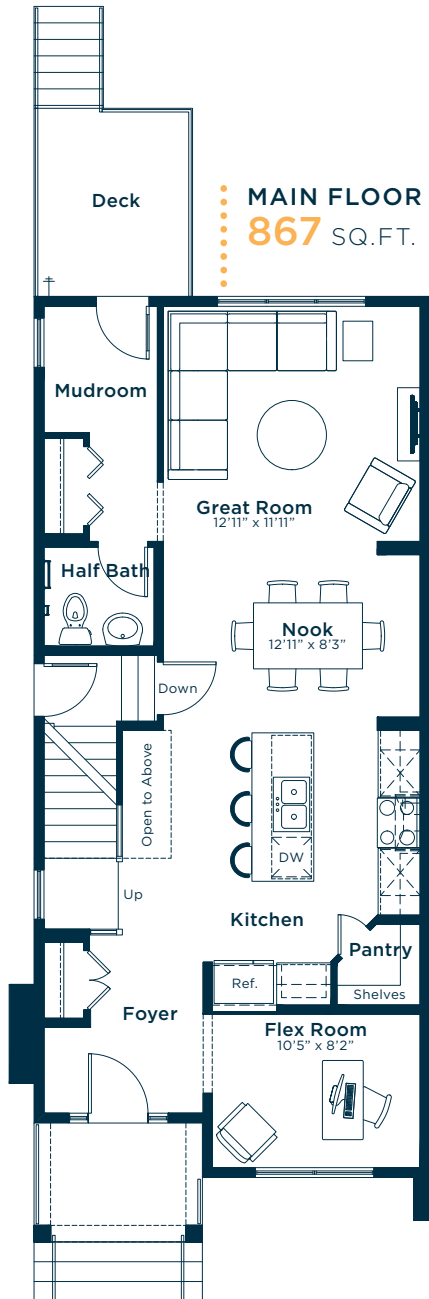 Deck
MAIN FLOOR
867 SQ.FT.
Mudroom
Great Room
12'11" x 11'11"
Half Bath
Nook
12'11" x 8'3"
Down
Open to Above
DW
Up
Kitchen
Pantry
Ref.
Shelves
Foyer
Flex Room
10'5" x 8'2"